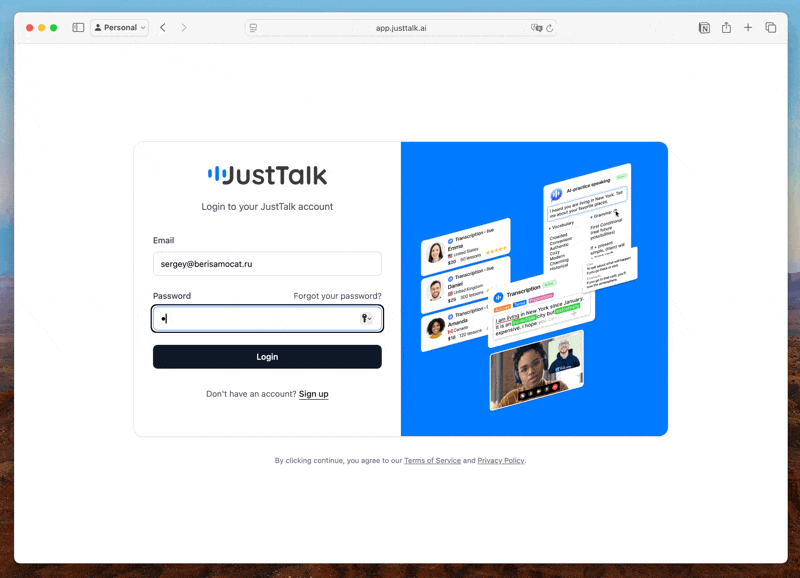 Personal
app.justtalk.ai
JustTalk
Login to your JustTalk account
Email
sergey@berisamocat.ru
Password
Forgot your password?
Login
Don't have an account? Sign up
By clicking continue, you agree to our Terms of Service and Privacy Policy.
AI-practice speaking
I heard you are living in New York. Tell
me about your favorite places.
Vocabulary
Crowded
Convenient
Authentic
Cozy
Modern
Charming
Historical
Grammar
First Conditional
(real future
possibilities)
If + present
simple, (then) will
Transcription - live
Emma
United States
$20 50 lessons
Transcription - live
Daniel
United Kingdom
$25 300 lessons
Transcription - live
Amanda
Canada
$18 120 lessons
Transcription
I am living in New York since January.
It is an
city but
expensive. I hope